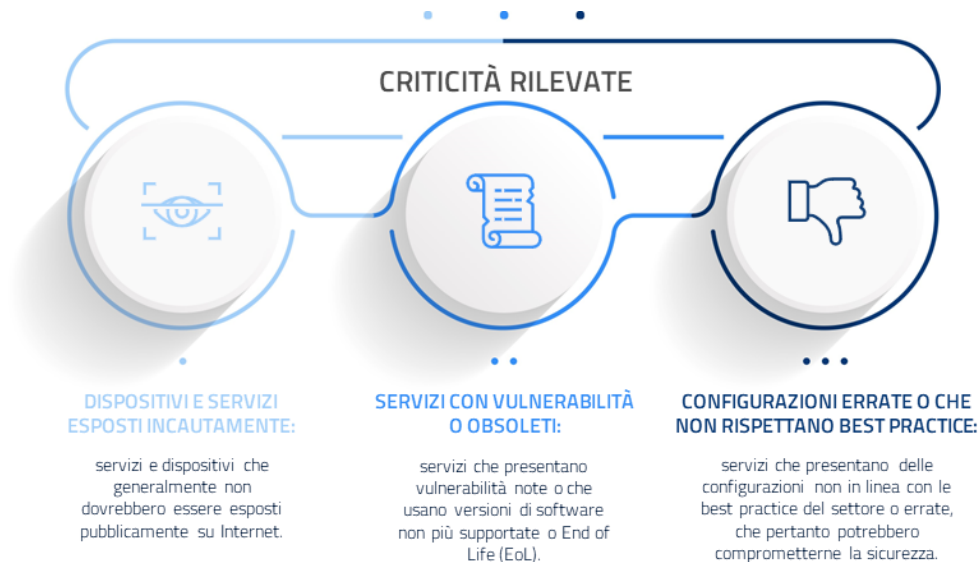 CRITICITÀ RILEVATE
DISPOSITIVI E SERVIZI
ESPOSTI INCAUTAMENTE:
servizi e dispositivi che
generalmente non
dovrebbero essere esposti
pubblicamente su Internet.
SERVIZI CON VULNERABILITÀ
O OBSOLETI:
servizi che presentano
vulnerabilità note o che
usano versioni di software
non più supportate o End of
Life (EoL).
CONFIGURAZIONI ERRATE O CHE
NON RISPETTANO BEST PRACTICE:
servizi che presentano delle
configurazioni non in linea con le
best practice del settore o errate,
che pertanto potrebbero
comprometterne la sicurezza.